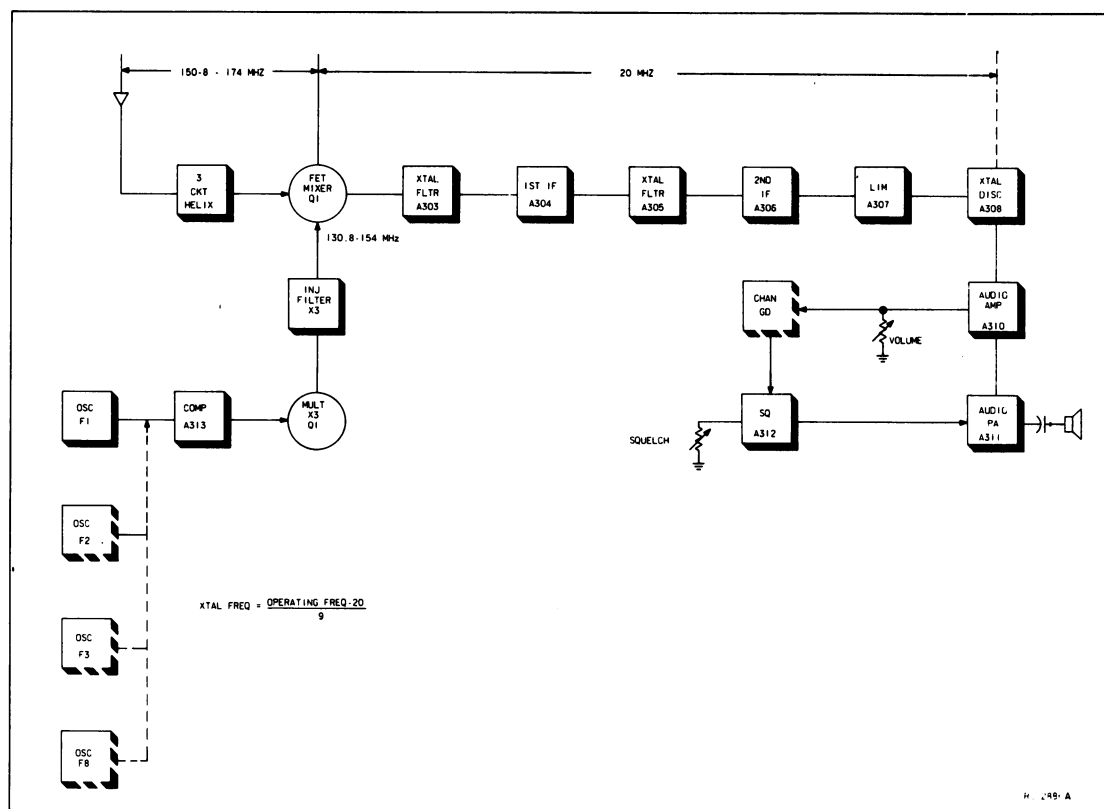 150.8 - 174 MHZ
20 MHZ
3
CKT
HELIX
FET
MIXER
Q1
XTAL
FLTR
A303
1ST IF
A304
XTAL
FLTR
A305
2ND
IF
A306
LIM
A307
XTAL
DISC
A308
130.8-154 MHz
INJ
FILTER
X3
CHAN
GD
VOLUME
AUDIO
AMP
A310
OSC
F1
COMP
A313
MULT
X3
Q1
SQUELCH
SQ
A312
AUDIO
PA
A311
OSC
F2
XTAL FREQ = OPERATING FREQ-20
9
OSC
F3
OSC
F8